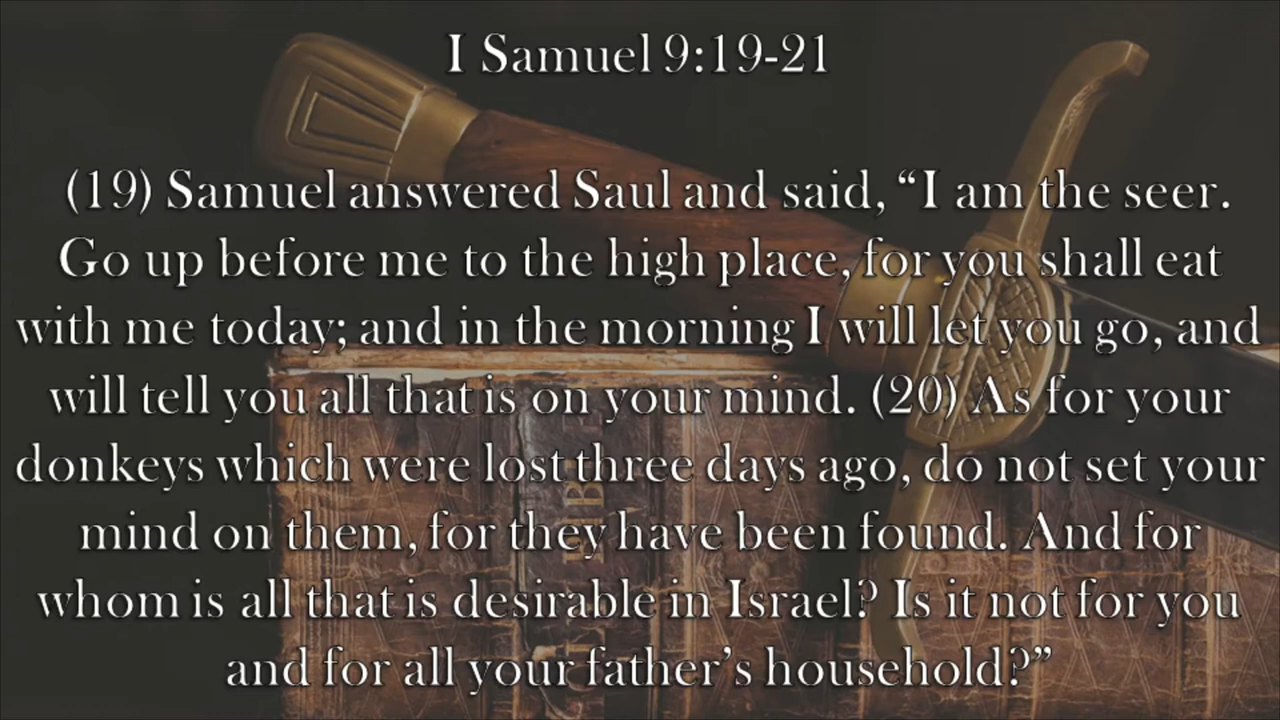 I Samuel 9:19-21
(19) Samuel answered Saul and said, “I am the seer.
Go up before me to the high place, for you shall eat
with me today; and in the morning I will let you go, and
will tell you all that is on your mind. (20) As for your
donkeys which were lost three days ago, do not set your
mind on them, for they have been found. And for
whom is all that is desirable in Israel? Is it not for you
and for all your father’s household?”